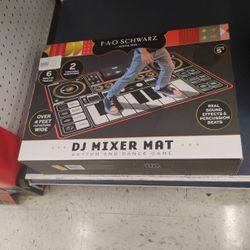 FAO SCHWARZ
6
2
5+
OVER
4 FEET
WIDE
REAL
SOUND
EFFECTS &
PERCUSSION
BEATS
DJ MIXER MAT
RHYTHM AND DANCE GAME